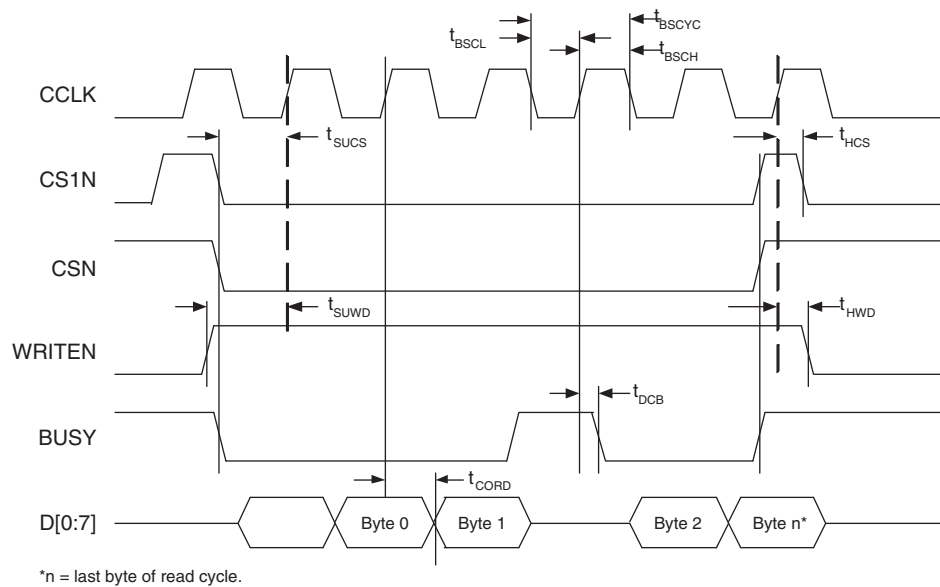 tBSCYC
tBSCL
tBSCH
CCLK
tSUCS
tHCS
CS1N
CSN
tSUWD
tHWD
WRITEN
tDCB
BUSY
tCORD
D[0:7]
Byte 0
Byte 1
Byte 2
Byte n*
*n = last byte of read cycle.